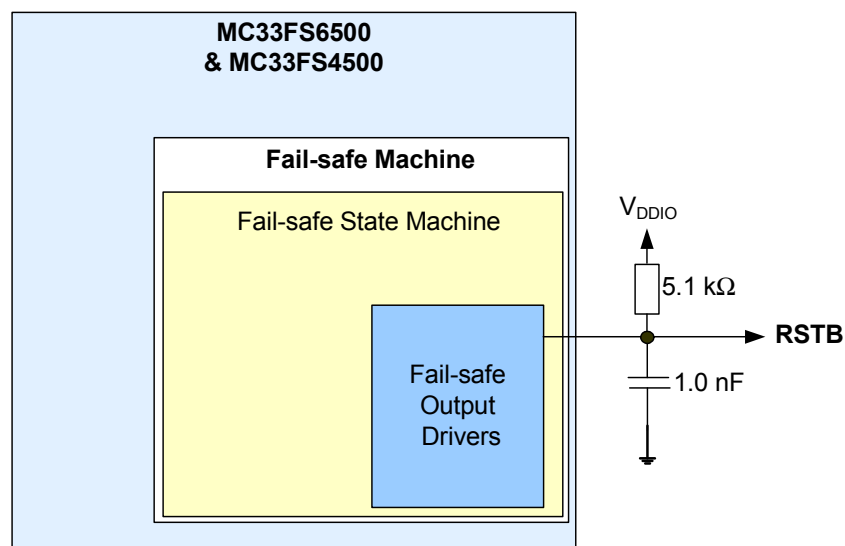 MC33FS6500
& MC33FS4500
Fail-safe Machine
Fail-safe State Machine
VDDIO
5.1 kΩ
RSTB
Fail-safe
Output
Drivers
1.0 nF